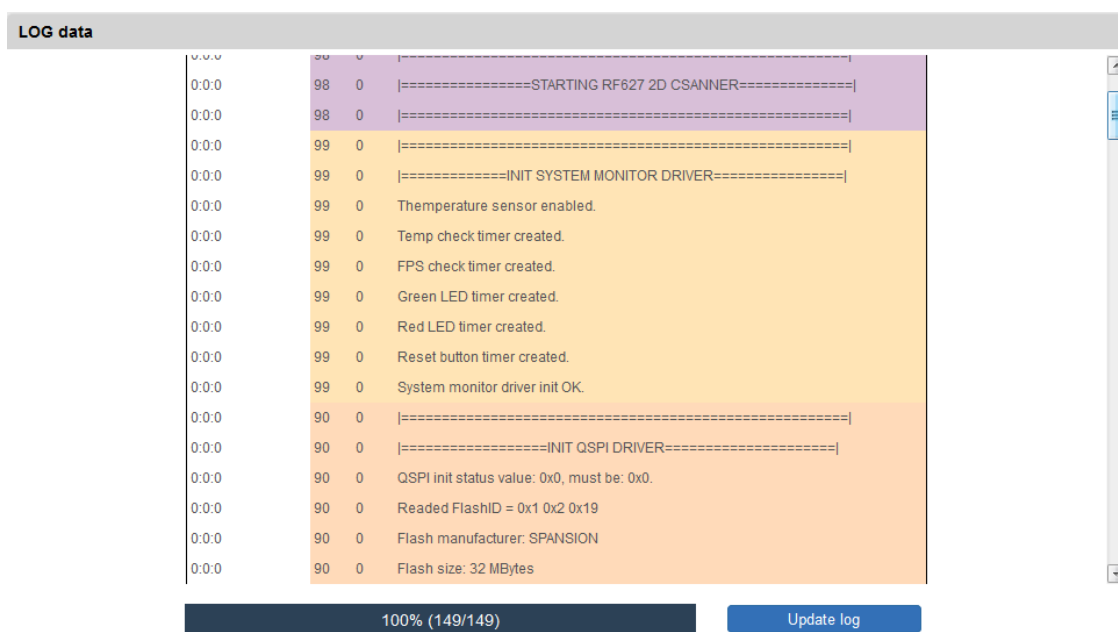 LOG data
0:0:0 98 0 |=======================================================|
0:0:0 98 0 |================STARTING RF627 2D CSANNER==============|
0:0:0 98 0 |=======================================================|
0:0:0 99 0 |=======================================================|
0:0:0 99 0 |=============INIT SYSTEM MONITOR DRIVER================|
0:0:0 99 0 Themperature sensor enabled.
0:0:0 99 0 Temp check timer created.
0:0:0 99 0 FPS check timer created.
0:0:0 99 0 Green LED timer created.
0:0:0 99 0 Red LED timer created.
0:0:0 99 0 Reset button timer created.
0:0:0 99 0 System monitor driver init OK.
0:0:0 90 0 |=======================================================|
0:0:0 90 0 |==================INIT QSPI DRIVER=====================|
0:0:0 90 0 QSPI init status value: 0x0, must be: 0x0.
0:0:0 90 0 Readed FlashID = 0x1 0x2 0x19
0:0:0 90 0 Flash manufacturer: SPANSION
0:0:0 90 0 Flash size: 32 MBytes
100% (149/149)
Update log